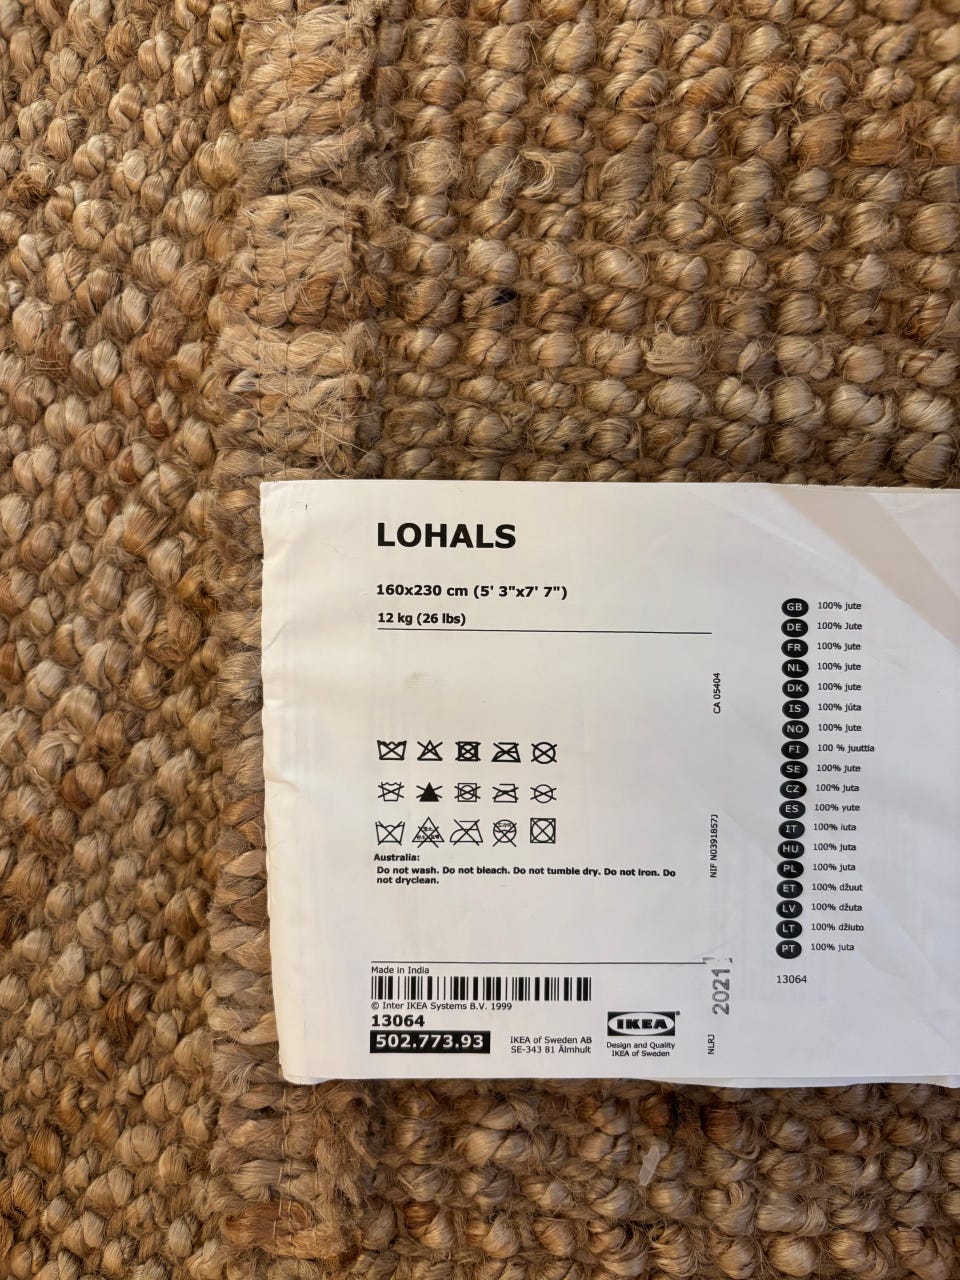 LOHALS
160x230 cm (5' 3"x7' 7")
12 kg (26 lbs)
CA 05404
Australia:
Do not wash. Do not bleach. Do not tumble dry. Do not iron. Do
not dryclean.
NIF N0391857J
Made in India
© Inter IKEA Systems B.V. 1999
13064
502.773.93
IKEA of Sweden AB
SE-343 81 Älmhult
IKEA
Design and Quality
IKEA of Sweden
NLRJ
2021
GB 100% jute
DE 100% Jute
FR 100% jute
NL 100% jute
DK 100% jute
IS 100% júta
NO 100% jute
FI 100 % juuttia
SE 100% jute
CZ 100% juta
ES 100% yute
IT 100% iuta
HU 100% juta
PL 100% juta
ET 100% džuut
LV 100% džuta
LT 100% džiuto
PT 100% juta
13064